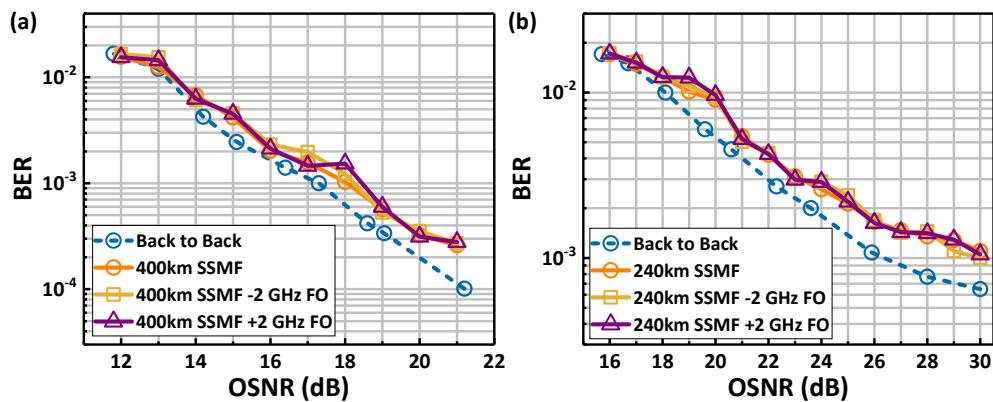 (a)
BER
10⁻²
10⁻³
10⁻⁴
Back to Back
400km SSMF
400km SSMF -2 GHz FO
400km SSMF +2 GHz FO
12 14 16 18 20 22
OSNR (dB)
(b)
BER
10⁻²
10⁻³
Back to Back
240km SSMF
240km SSMF -2 GHz FO
240km SSMF +2 GHz FO
16 18 20 22 24 26 28 30
OSNR (dB)